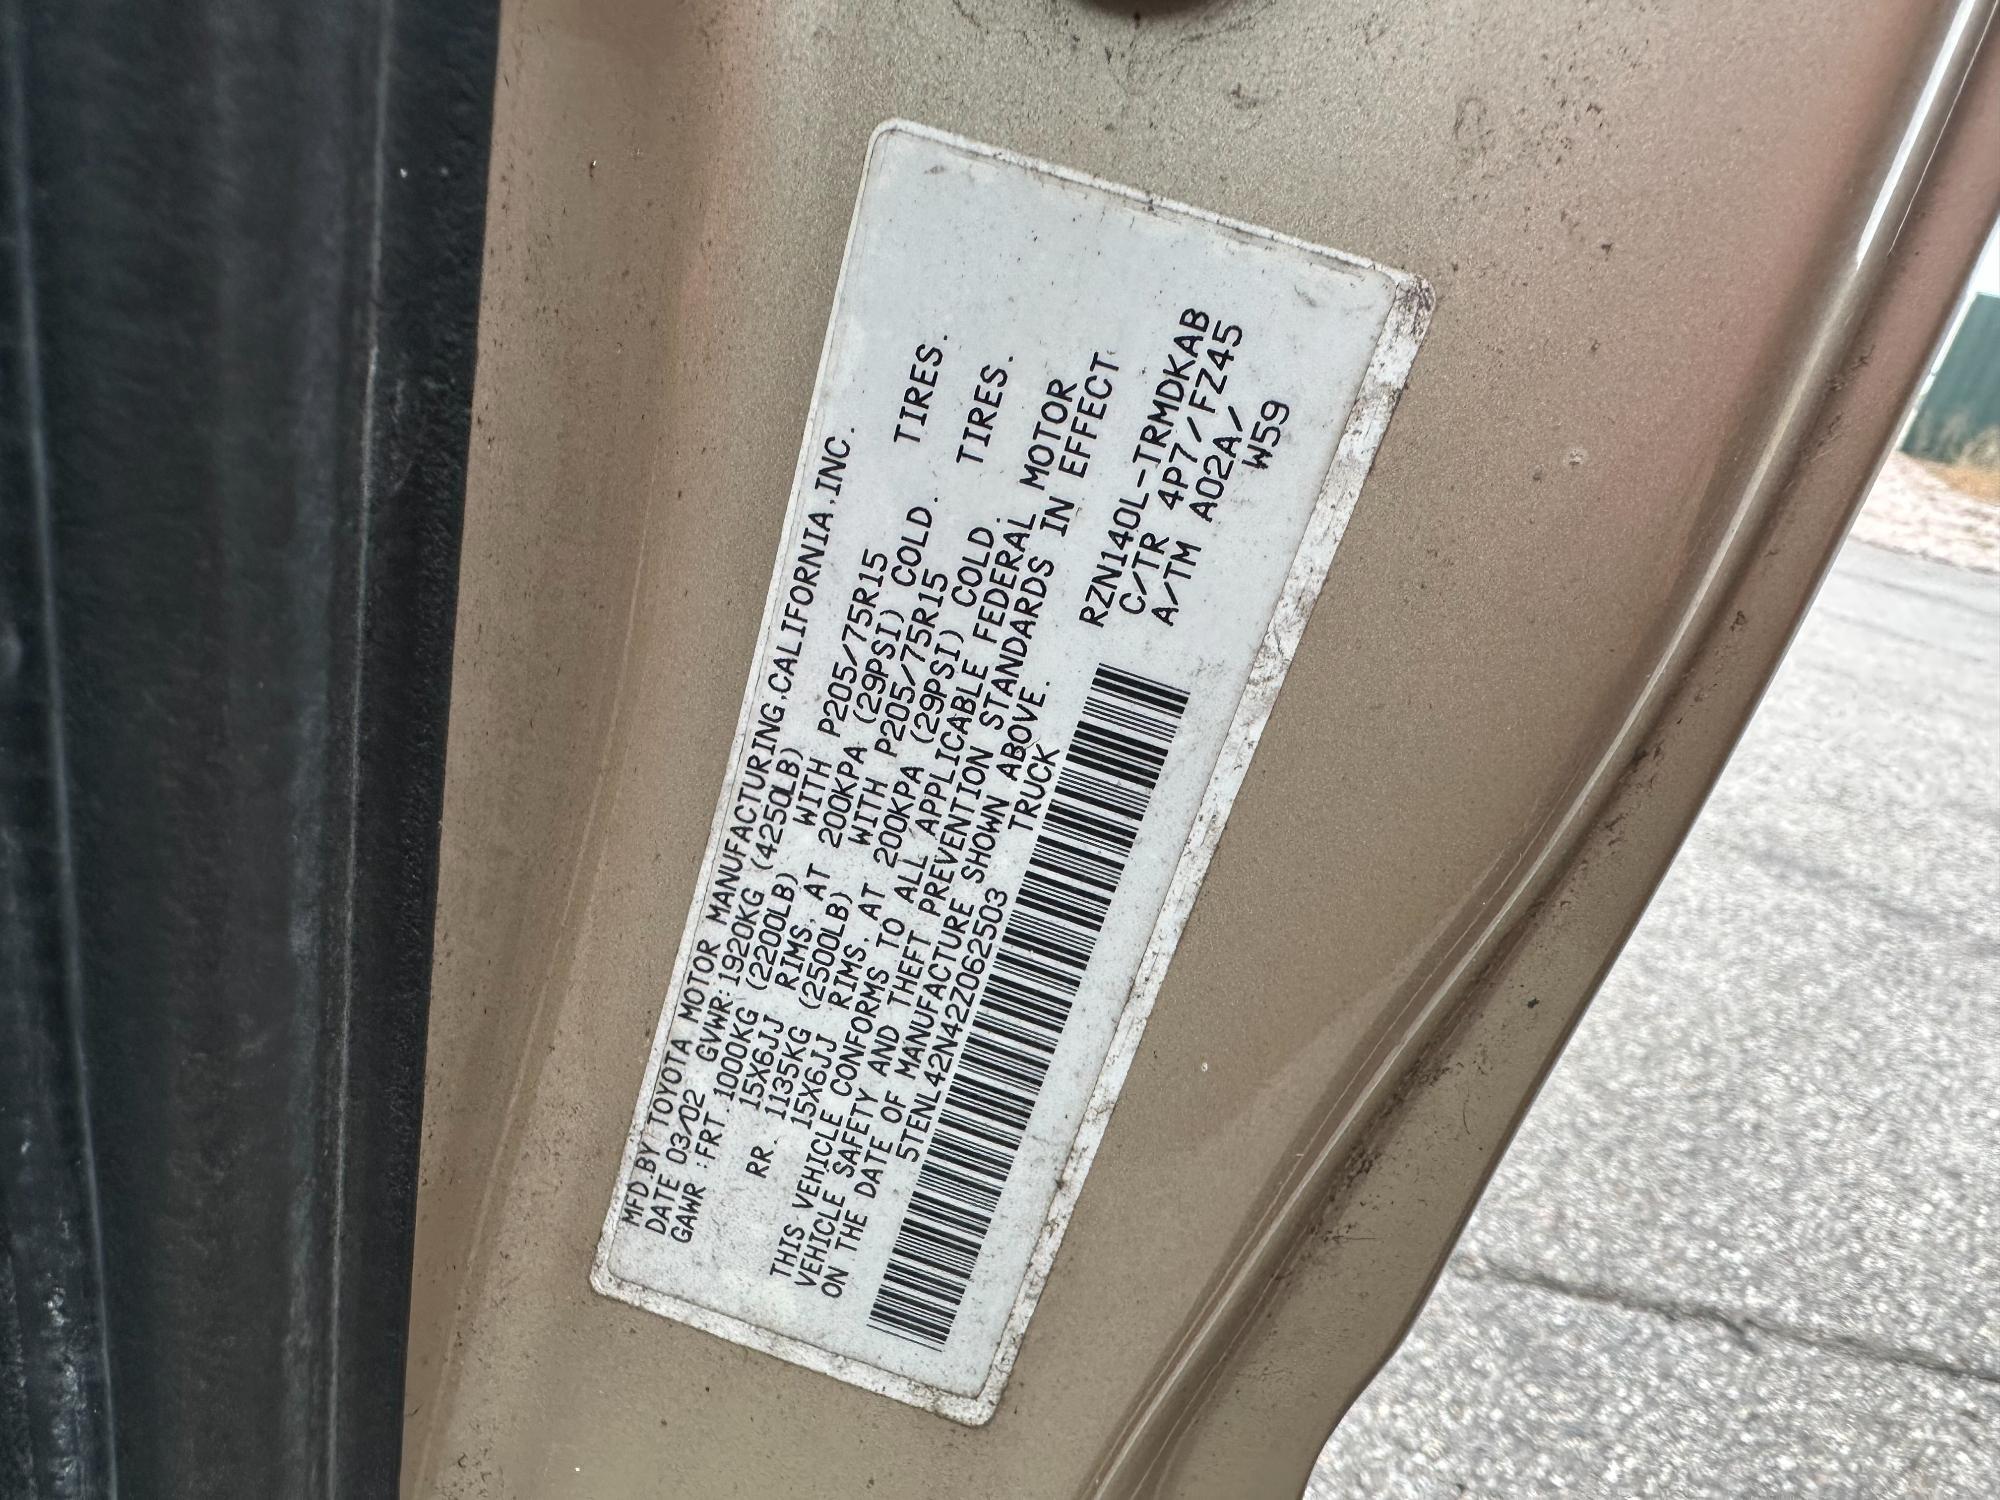 MFD.BY TOYOTA MOTOR MANUFACTURING,CALIFORNIA,INC.
DATE 03/02 GVWR:1920KG (4250LB)
GAWR :FRT 1000KG (2200LB) WITH P205/75R15 TIRES.
15X6JJ RIMS, AT 200KPA (29PSI) COLD.
RR. 1135KG (2500LB) WITH P205/75R15 TIRES.
15X6JJ RIMS, AT 200KPA (29PSI) COLD.
THIS VEHICLE CONFORMS TO ALL APPLICABLE FEDERAL MOTOR
VEHICLE SAFETY AND THEFT PREVENTION STANDARDS IN EFFECT
ON THE DATE OF MANUFACTURE SHOWN ABOVE.
5TENL42N42Z062503 TRUCK
RZN140L-TRMDKAB
C/TR 4P7/FZ45
A/TM A02A/
W59